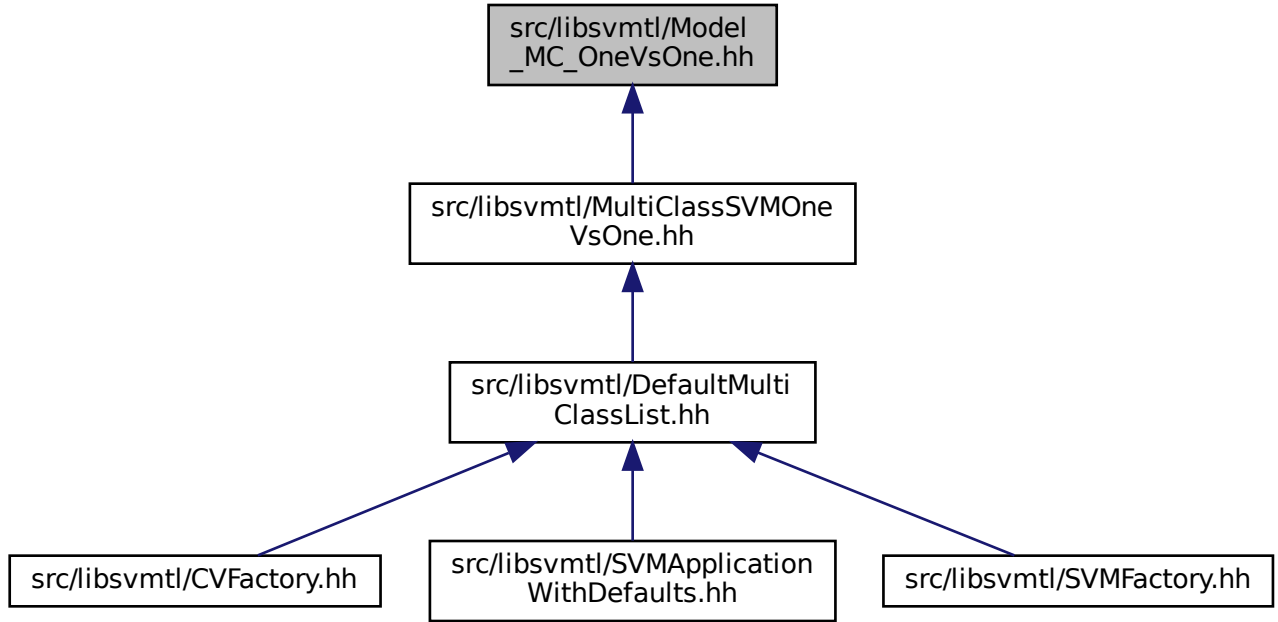 src/libsvmtl/Model
_MC_OneVsOne.hh
src/libsvmtl/MultiClassSVMOne
VsOne.hh
src/libsvmtl/DefaultMulti
ClassList.hh
src/libsvmtl/CVFactory.hh
src/libsvmtl/SVMApplication
WithDefaults.hh
src/libsvmtl/SVMFactory.hh